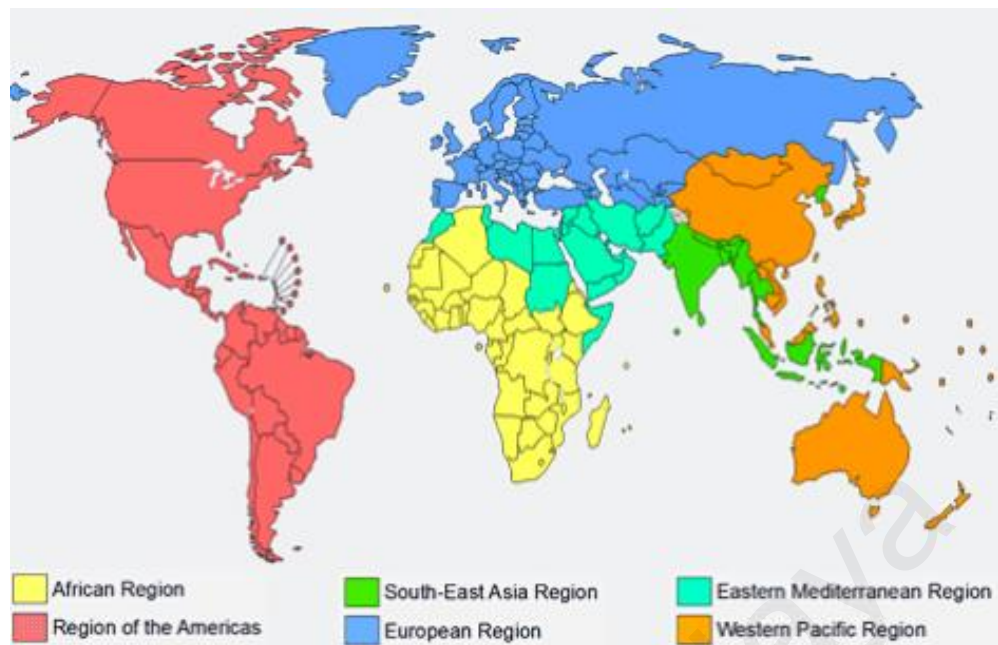 African Region
South-East Asia Region
Eastern Mediterranean Region
Region of the Americas
European Region
Western Pacific Region